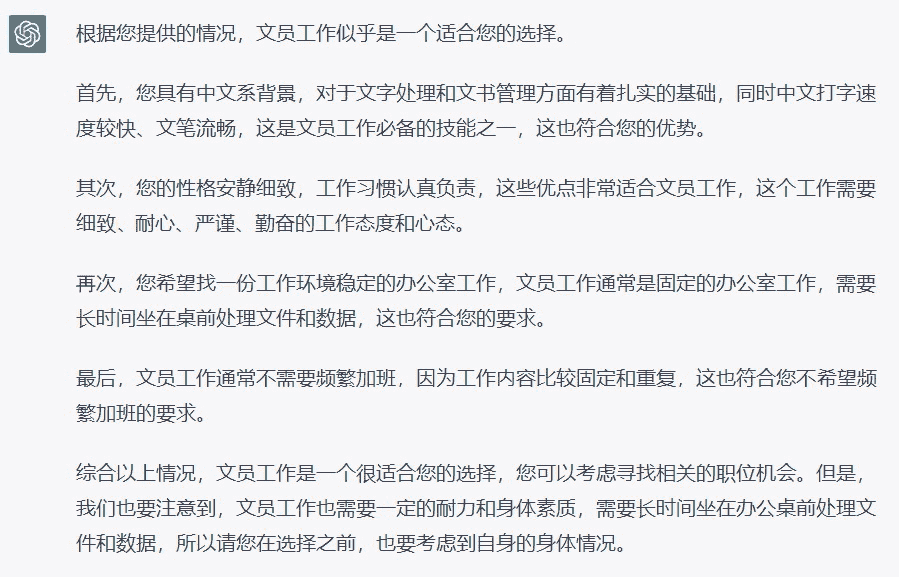 根据您提供的情况，文员工作似乎是一个适合您的选择。
首先，您具有中文系背景，对于文字处理和文书管理方面有着扎实的基础，同时中文打字速
度较快、文笔流畅，这是文员工作必备的技能之一，这也符合您的优势。
其次，您的性格安静细致，工作习惯认真负责，这些优点非常适合文员工作，这个工作需要
细致、耐心、严谨、勤奋的工作态度和心态。
再次，您希望找一份工作环境稳定的办公室工作，文员工作通常是固定的办公室工作，需要
长时间坐在桌前处理文件和数据，这也符合您的要求。
最后，文员工作通常不需要频繁加班，因为工作内容比较固定和重复，这也符合您不希望频
繁加班的要求。
综合以上情况，文员工作是一个很适合您的选择，您可以考虑寻找相关的职位机会。但是，
我们也要注意到，文员工作也需要一定的耐力和身体素质，需要长时间坐在办公桌前处理文
件和数据，所以请您在选择之前，也要考虑到自身的身体情况。